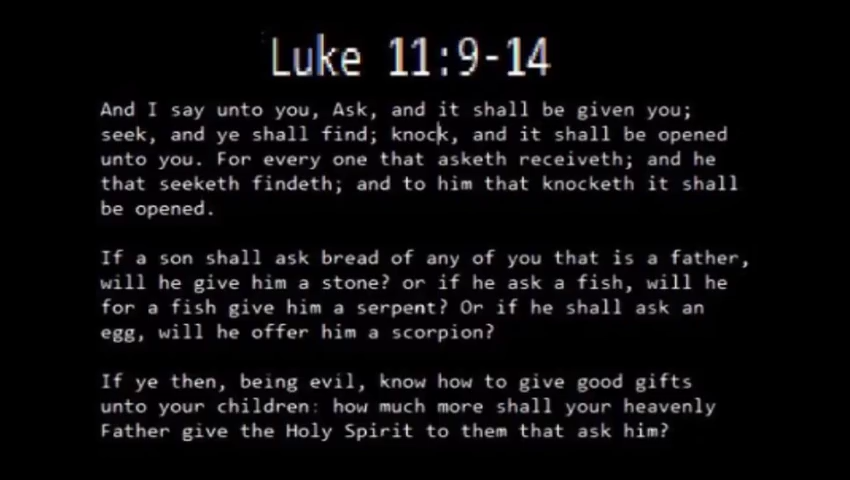 Luke 11:9-14
And I say unto you, Ask, and it shall be given you;
seek, and ye shall find; knock, and it shall be opened
unto you. For every one that asketh receiveth; and he
that seeketh findeth; and to him that knocketh it shall
be opened.
If a son shall ask bread of any of you that is a father,
will he give him a stone? or if he ask a fish, will he
for a fish give him a serpent? Or if he shall ask an
egg, will he offer him a scorpion?
If ye then, being evil, know how to give good gifts
unto your children: how much more shall your heavenly
Father give the Holy Spirit to them that ask him?